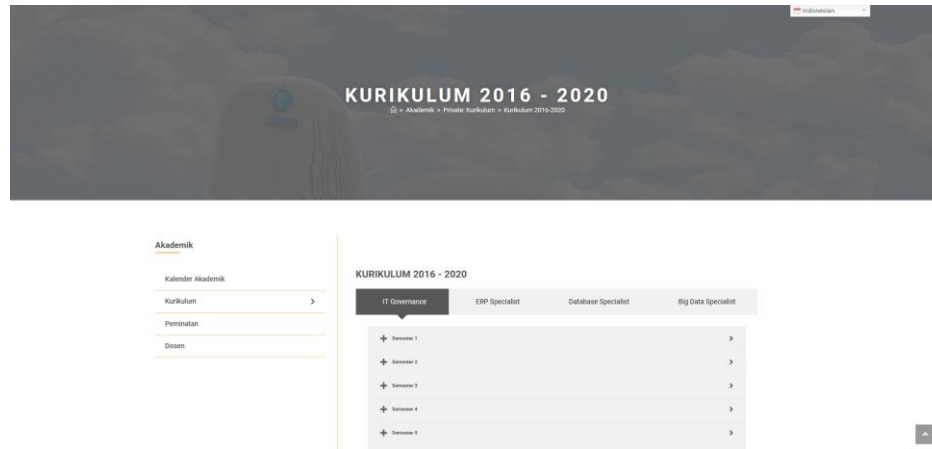 Indonesian
KURIKULUM 2016 - 2020
> Akademik > Private: Kurikulum > Kurikulum 2016-2020
Akademik
Kalender Akademik
Kurikulum
Peminatan
Dosen
KURIKULUM 2016 - 2020
IT Governance ERP Specialist Database Specialist Big Data Specialist
Semester 1
Semester 2
Semester 3
Semester 4
Semester 5